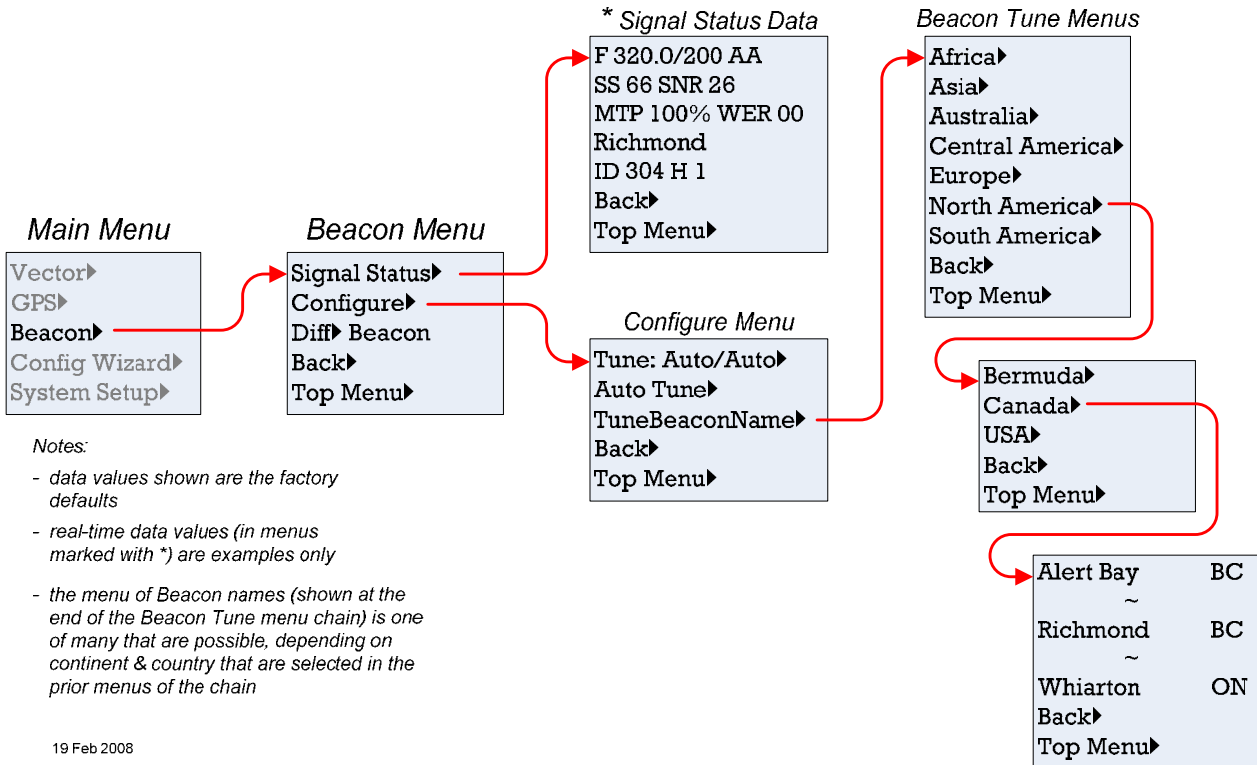 Main Menu
Vector▶
GPS▶
Beacon▶
Config Wizard▶
System Setup▶
Beacon Menu
Signal Status▶
Configure▶
Diff▶ Beacon
Back▶
Top Menu▶
* Signal Status Data
F 320.0/200 AA
SS 66 SNR 26
MTP 100% WER 00
Richmond
ID 304 H 1
Back▶
Top Menu▶
Configure Menu
Tune: Auto/Auto▶
Auto Tune▶
TuneBeaconName▶
Back▶
Top Menu▶
Beacon Tune Menus
Africa▶
Asia▶
Australia▶
Central America▶
Europe▶
North America▶
South America▶
Back▶
Top Menu▶
Bermuda▶
Canada▶
USA▶
Back▶
Top Menu▶
Alert Bay BC
~
Richmond BC
~
Whiarton ON
Back▶
Top Menu▶
Notes:
- data values shown are the factory
defaults
- real-time data values (in menus
marked with *) are examples only
- the menu of Beacon names (shown at the
end of the Beacon Tune menu chain) is one
of many that are possible, depending on
continent & country that are selected in the
prior menus of the chain
19 Feb 2008